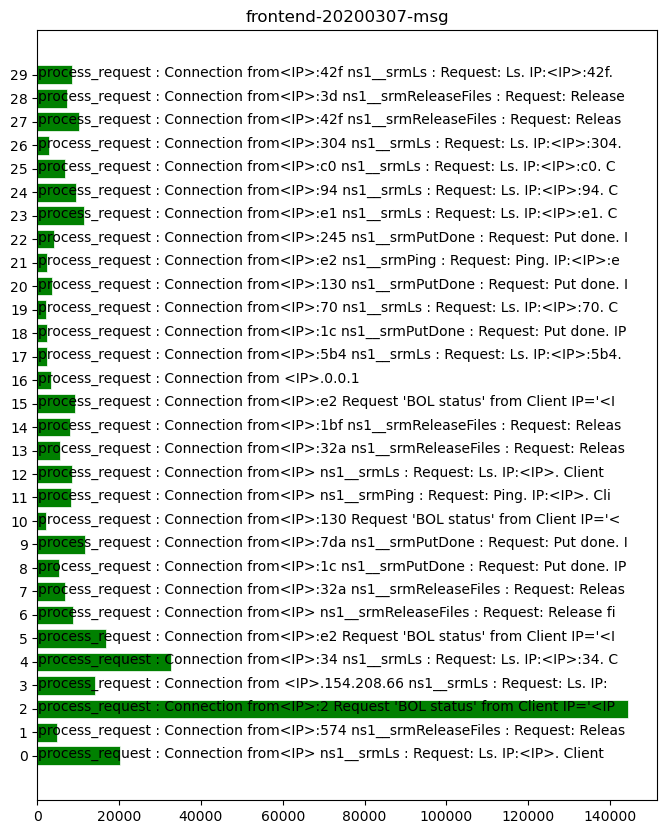 frontend-20200307-msg
29 process_request : Connection from<IP>:42f ns1__srmLs : Request: Ls. IP:<IP>:42f.
28 process_request : Connection from<IP>:3d ns1__srmReleaseFiles : Request: Release
27 process_request : Connection from<IP>:42f ns1__srmReleaseFiles : Request: Releas
26 process_request : Connection from<IP>:304 ns1__srmLs : Request: Ls. IP:<IP>:304.
25 process_request : Connection from<IP>:c0 ns1__srmLs : Request: Ls. IP:<IP>:c0. C
24 process_request : Connection from<IP>:94 ns1__srmLs : Request: Ls. IP:<IP>:94. C
23 process_request : Connection from<IP>:e1 ns1__srmLs : Request: Ls. IP:<IP>:e1. C
22 process_request : Connection from<IP>:245 ns1__srmPutDone : Request: Put done. I
21 process_request : Connection from<IP>:e2 ns1__srmPing : Request: Ping. IP:<IP>:e
20 process_request : Connection from<IP>:130 ns1__srmPutDone : Request: Put done. I
19 process_request : Connection from<IP>:70 ns1__srmLs : Request: Ls. IP:<IP>:70. C
18 process_request : Connection from<IP>:1c ns1__srmPutDone : Request: Put done. IP
17 process_request : Connection from<IP>:5b4 ns1__srmLs : Request: Ls. IP:<IP>:5b4.
16 process_request : Connection from <IP>.0.0.1
15 process_request : Connection from<IP>:e2 Request 'BOL status' from Client IP='<I
14 process_request : Connection from<IP>:1bf ns1__srmReleaseFiles : Request: Releas
13 process_request : Connection from<IP>:32a ns1__srmReleaseFiles : Request: Releas
12 process_request : Connection from<IP> ns1__srmLs : Request: Ls. IP:<IP>. Client
11 process_request : Connection from<IP> ns1__srmPing : Request: Ping. IP:<IP>. Cli
10 process_request : Connection from<IP>:130 Request 'BOL status' from Client IP='<
9 process_request : Connection from<IP>:7da ns1__srmPutDone : Request: Put done. I
8 process_request : Connection from<IP>:1c ns1__srmPutDone : Request: Put done. IP
7 process_request : Connection from<IP>:32a ns1__srmReleaseFiles : Request: Releas
6 process_request : Connection from<IP> ns1__srmReleaseFiles : Request: Release fi
5 process_request : Connection from<IP>:e2 Request 'BOL status' from Client IP='<I
4 process_request : Connection from<IP>:34 ns1__srmLs : Request: Ls. IP:<IP>:34. C
3 process_request : Connection from <IP>.154.208.66 ns1__srmLs : Request: Ls. IP:
2 process_request : Connection from<IP>:2 Request 'BOL status' from Client IP='<IP
1 process_request : Connection from<IP>:574 ns1__srmReleaseFiles : Request: Releas
0 process_request : Connection from<IP> ns1__srmLs : Request: Ls. IP:<IP>. Client
0 20000 40000 60000 80000 100000 120000 140000